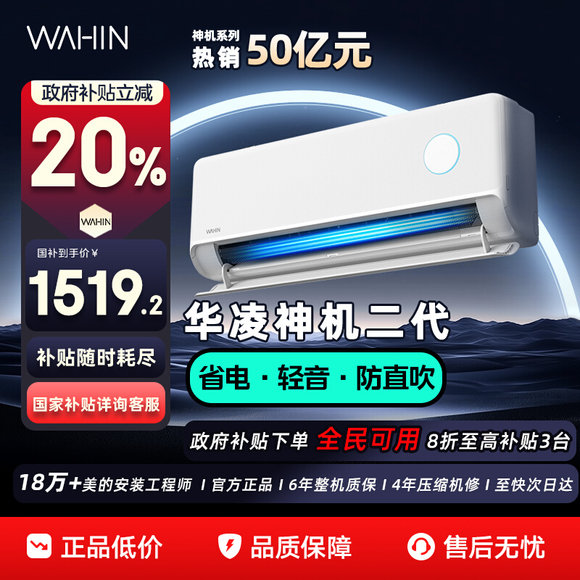 WAHIN
神机系列
热销50亿元
政府补贴立减
20%
WAHIN
国补到手价¥
1519.2
补贴随时耗尽
国家补贴详询客服
WAHIN
华凌神机二代
省电·轻音·防直吹
政府补贴下单 全民可用 8折至高补贴3台
18万+美的安装工程师 I 官方正品 I 6年整机质保 I 4年压缩机修 I 至快次日达
正品低价 品质保障 售后无忧